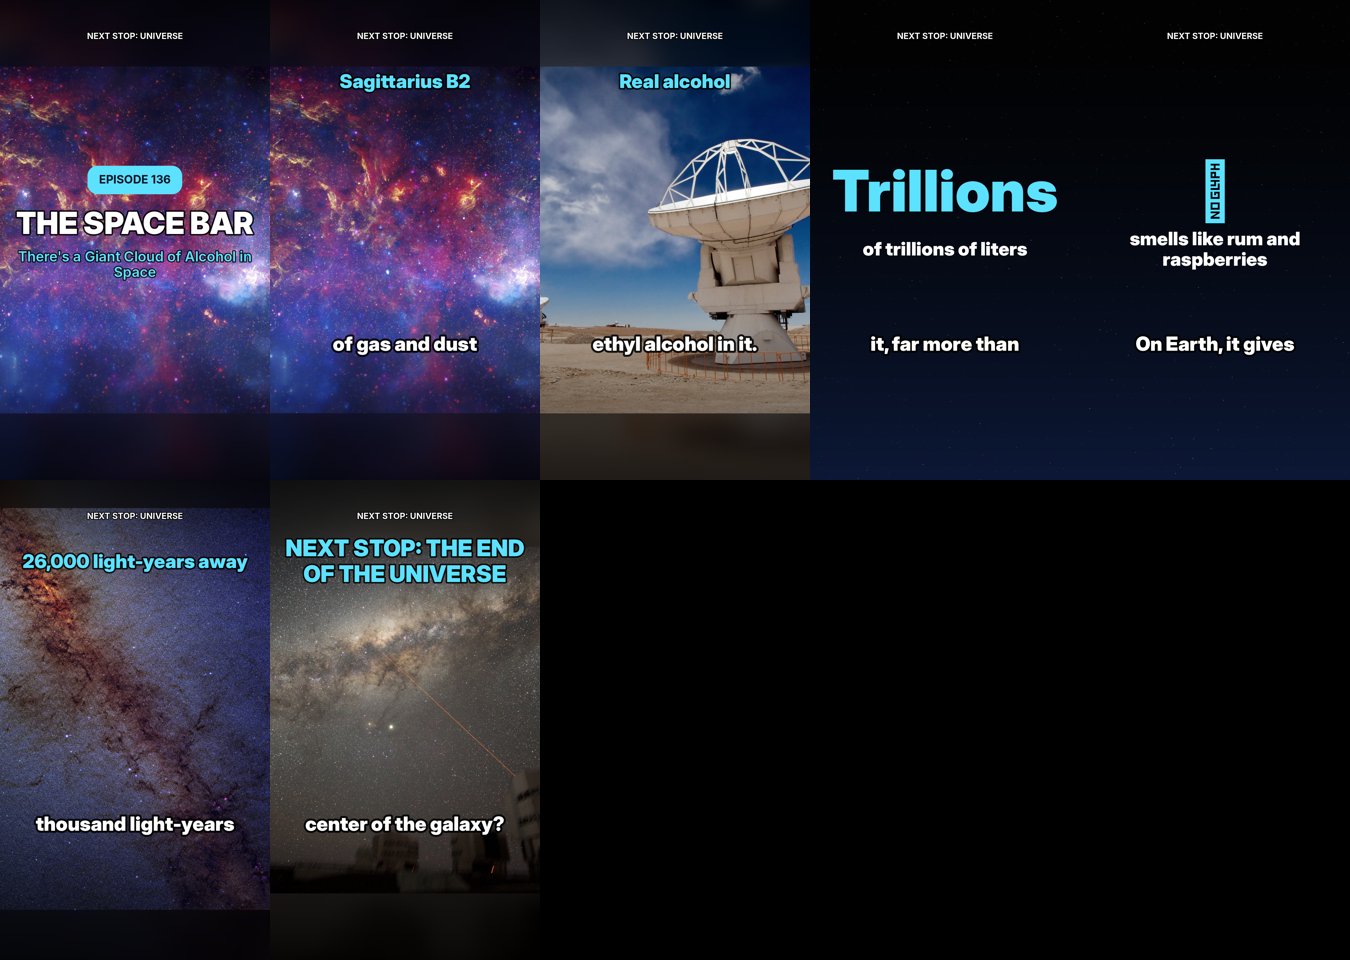 NEXT STOP: UNIVERSE
EPISODE 136
THE SPACE BAR
There's a Giant Cloud of Alcohol in
Space
NEXT STOP: UNIVERSE
Sagittarius B2
of gas and dust
NEXT STOP: UNIVERSE
Real alcohol
ethyl alcohol in it.
NEXT STOP: UNIVERSE
Trillions
of trillions of liters
it, far more than
NEXT STOP: UNIVERSE
NO GLYPH
smells like rum and
raspberries
On Earth, it gives
NEXT STOP: UNIVERSE
26,000 light-years away
thousand light-years
NEXT STOP: UNIVERSE
NEXT STOP: THE END
OF THE UNIVERSE
center of the galaxy?